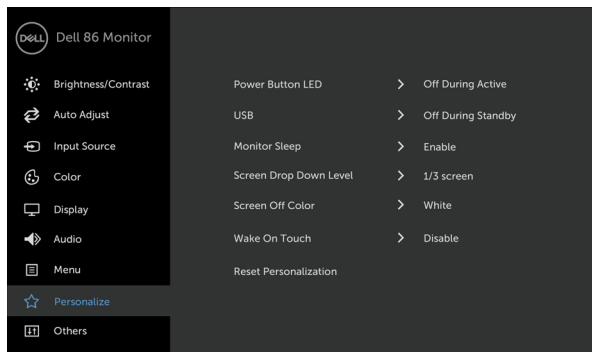 DELL Dell 86 Monitor
Brightness/Contrast
Auto Adjust
Input Source
Color
Display
Audio
Menu
Personalize
Others
Power Button LED > Off During Active
USB > Off During Standby
Monitor Sleep > Enable
Screen Drop Down Level > 1/3 screen
Screen Off Color > White
Wake On Touch > Disable
Reset Personalization